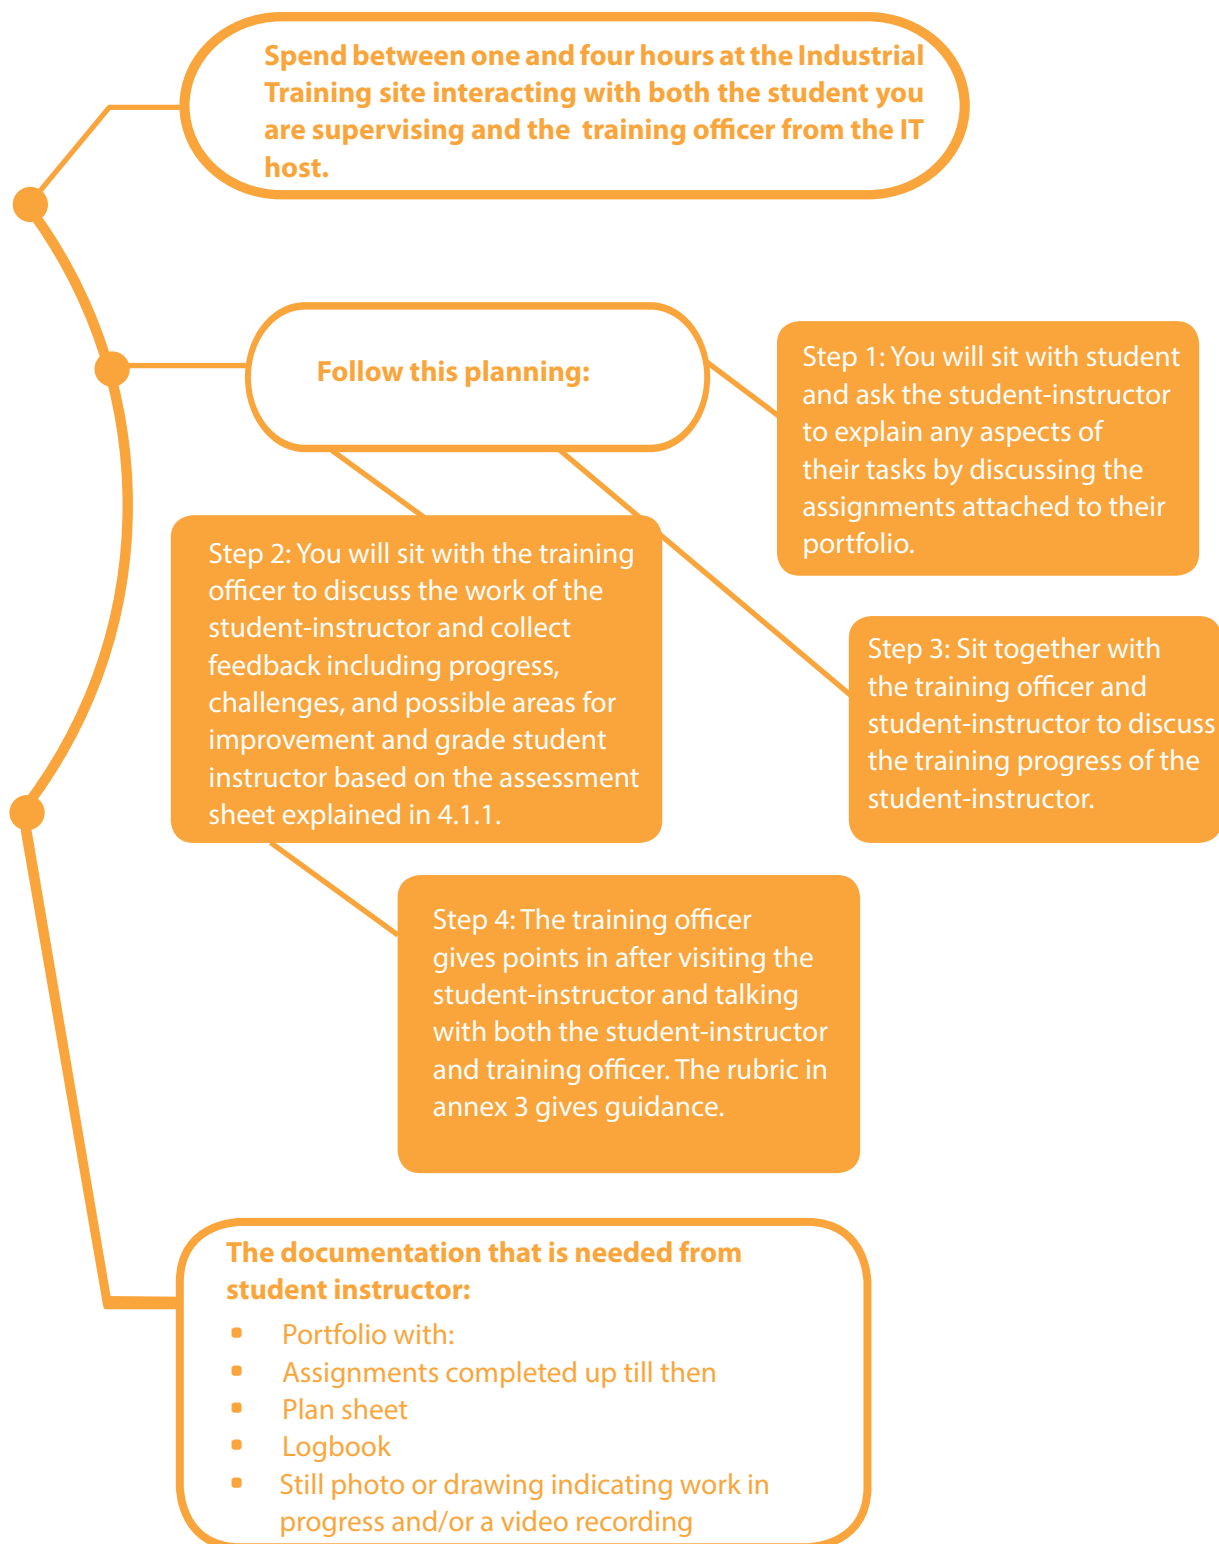 Spend between one and four hours at the Industrial
Training site interacting with both the student you
are supervising and the training officer from the IT
host.
Follow this planning:
Step 1: You will sit with student
and ask the student-instructor
to explain any aspects of
their tasks by discussing the
assignments attached to their
portfolio.
Step 2: You will sit with the training
officer to discuss the work of the
student-instructor and collect
feedback including progress,
challenges, and possible areas for
improvement and grade student
instructor based on the assessment
sheet explained in 4.1.1.
Step 3: Sit together with
the training officer and
student-instructor to discuss
the training progress of the
student-instructor.
Step 4: The training officer
gives points in after visiting the
student-instructor and talking
with both the student-instructor
and training officer. The rubric in
annex 3 gives guidance.
The documentation that is needed from
student instructor:
▪ Portfolio with:
▪ Assignments completed up till then
▪ Plan sheet
▪ Logbook
▪ Still photo or drawing indicating work in
progress and/or a video recording